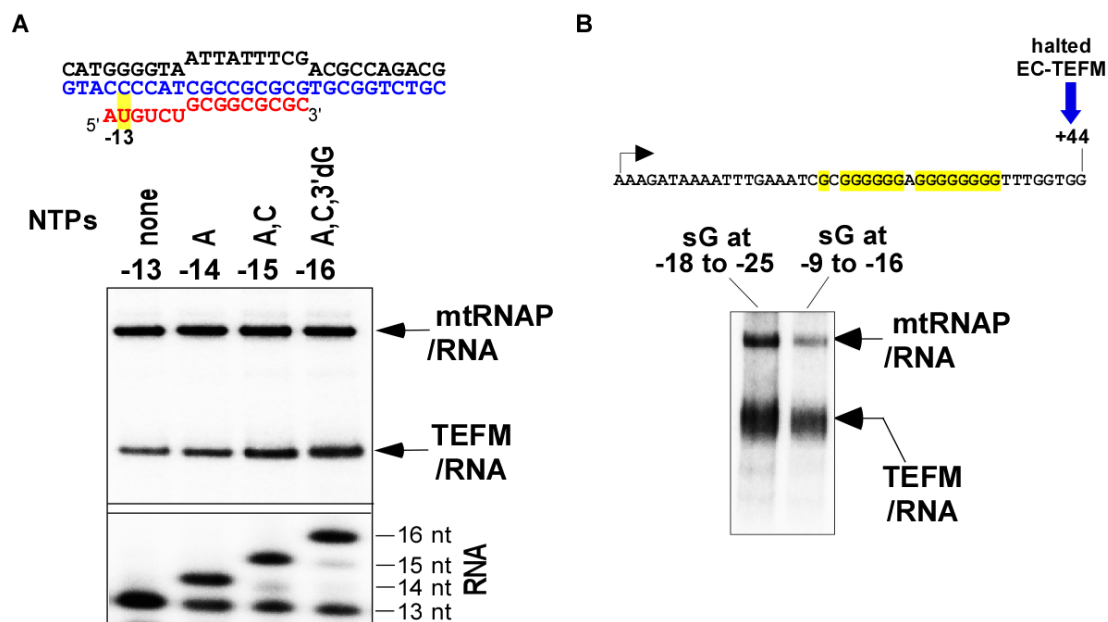 A
ATTATTTCG
CATGGGGTA ACGCCAGACG
GTACCCCATCGCCGCGCGTGCGGTCTGC
AUGUCU GCGGCGCGC
5' 3'
-13
NTPs none A A,C A,C,3'dG
-13 -14 -15 -16
mtRNAP
/RNA
TEFM
/RNA
16 nt
15 nt
14 nt
13 nt
RNA
B
halted
EC-TEFM
+44
AAAGATAAAATTTGAAATCGCGGGGGGAGGGGGGGGTTTGGTGG
sG at
-18 to -25
sG at
-9 to -16
mtRNAP
/RNA
TEFM
/RNA